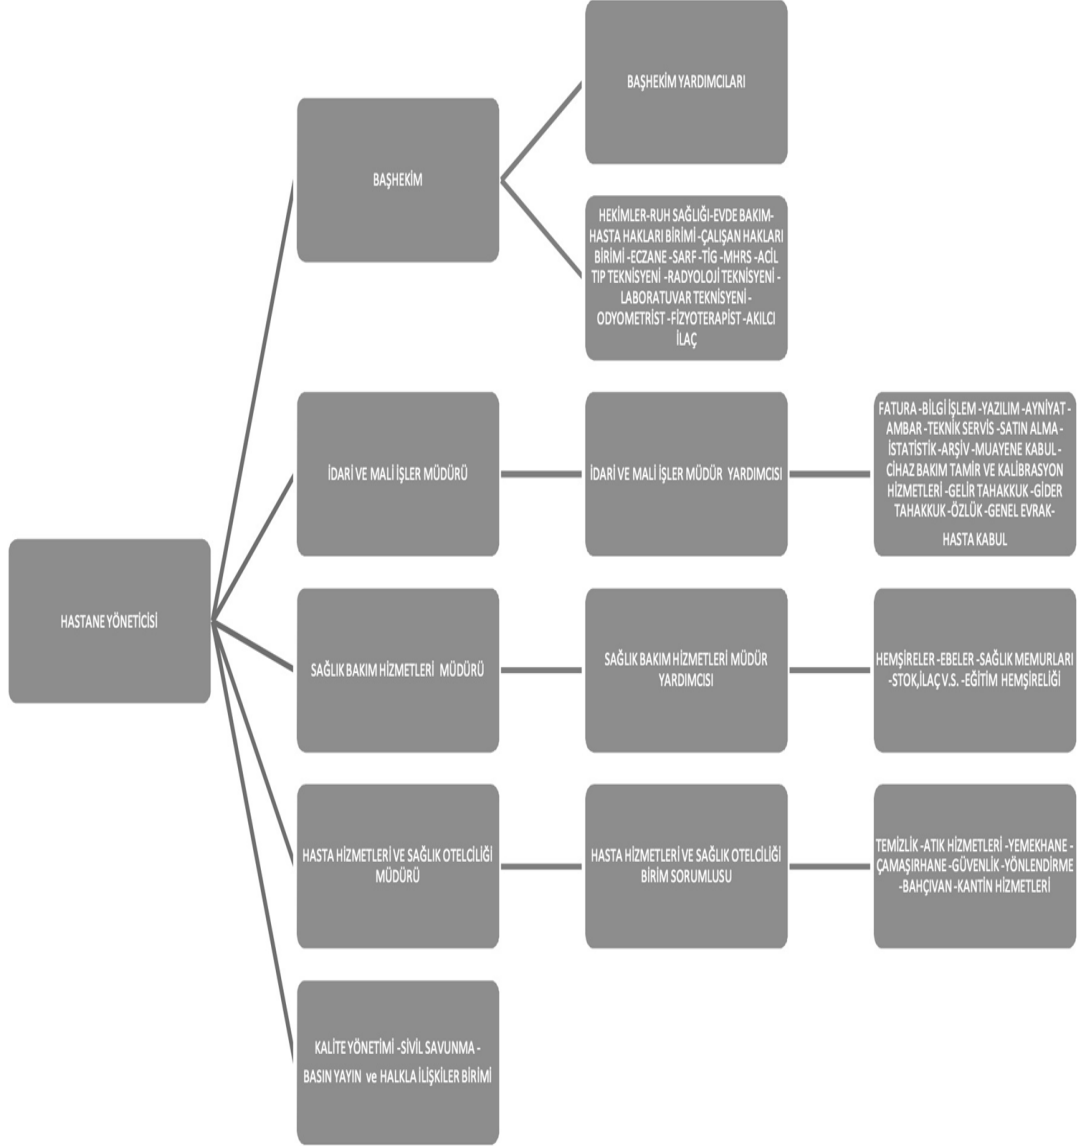 HASTANE YÖNETİCİSİ
BAŞHEKİM
BAŞHEKİM YARDIMCILARI
HEKİMLER-RUH SAĞLIĞI-EVDE BAKIM-
HASTA HAKLARI BİRİMİ -ÇALIŞAN HAKLARI
BİRİMİ -ECZANE -SARF -TİG -MHRS -ACİL
TIP TEKNİSYENİ -RADYOLOJİ TEKNİSYENİ -
LABORATUVAR TEKNİSYENİ -
ODYOMETRIST -FİZYOTERAPİST -AKILCI
İLAÇ
İDARİ VE MALİ İŞLER MÜDÜRÜ
İDARİ VE MALİ İŞLER MÜDÜR YARDIMCISI
FATURA -BİLGİ İŞLEM -YAZILIM -AYNİYAT -
AMBAR -TEKNİK SERVİS -SATIN ALMA -
İSTATİSTİK -ARŞİV -MUAYENE KABUL -
CİHAZ BAKIM TAMİR VE KALİBRASYON
HİZMETLERİ -GELİR TAHAKKUK -GİDER
TAHAKKUK -ÖZLÜK -GENEL EVRAK-
HASTA KABUL
SAĞLIK BAKIM HİZMETLERİ MÜDÜRÜ
SAĞLIK BAKIM HİZMETLERİ MÜDÜR
YARDIMCISI
HEMŞİRELER -EBELER -SAĞLIK MEMURLARI
-STOK,İLAÇ V.S. -EĞİTİM HEMŞİRELİĞİ
HASTA HİZMETLERİ VE SAĞLIK OTELCİLİĞİ
MÜDÜRÜ
HASTA HİZMETLERİ VE SAĞLIK OTELCİLİĞİ
BİRİM SORUMLUSU
TEMİZLİK -ATIK HİZMETLERİ -YEMEKHANE -
ÇAMAŞIRHANE -GÜVENLİK -YÖNLENDİRME
-BAHÇIVAN -KANTİN HİZMETLERİ
KALİTE YÖNETİMİ -SİVİL SAVUNMA -
BASIN YAYIN ve HALKLA İLİŞKİLER BİRİMİ